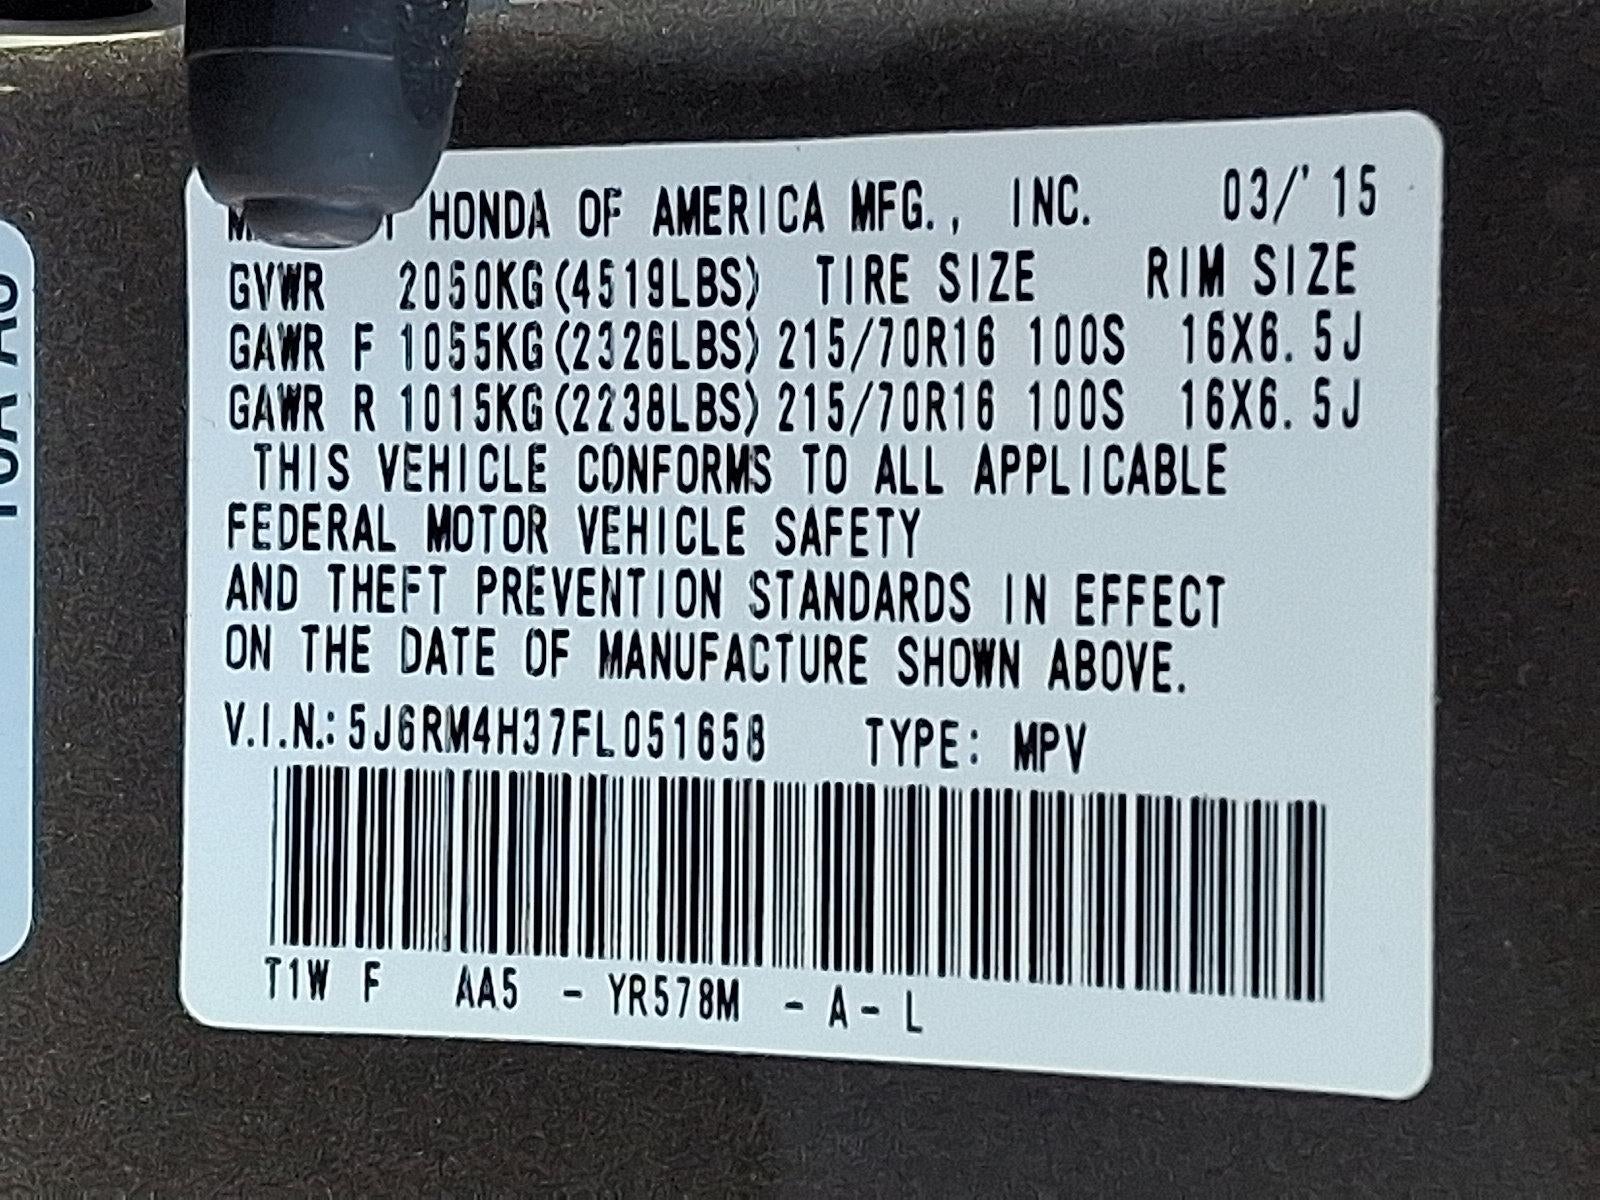 HONDA OF AMERICA MFG., INC. 03/'15
GVWR 2050KG(4519LBS) TIRE SIZE RIM SIZE
GAWR F 1055KG(2326LBS) 215/70R16 100S 16X6.5J
GAWR R 1015KG(2238LBS) 215/70R16 100S 16X6.5J
THIS VEHICLE CONFORMS TO ALL APPLICABLE
FEDERAL MOTOR VEHICLE SAFETY
AND THEFT PREVENTION STANDARDS IN EFFECT
ON THE DATE OF MANUFACTURE SHOWN ABOVE.
V.I.N.: 5J6RM4H37FL051658 TYPE: MPV
T1W F AA5 - YR578M - A - L